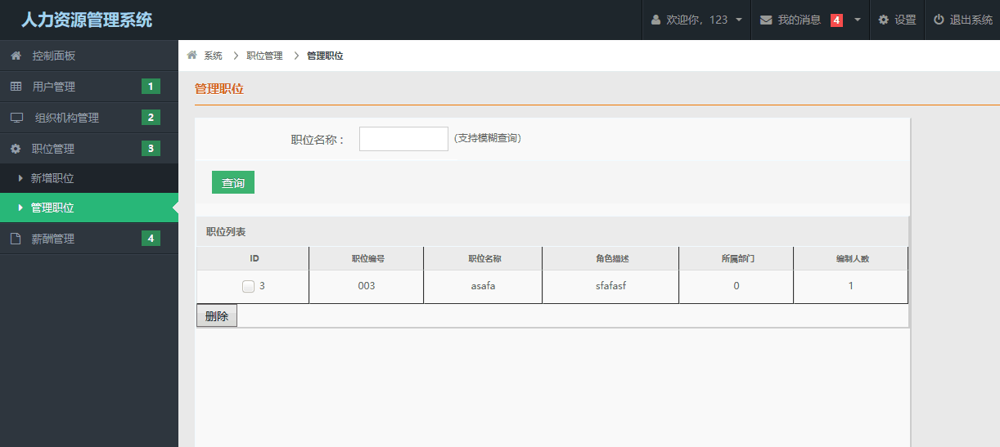 人力资源管理系统
欢迎你，123
我的消息 4
设置
退出系统
控制面板
用户管理 1
组织机构管理 2
职位管理 3
新增职位
管理职位
薪酬管理 4
系统 > 职位管理 > 管理职位
管理职位
职位名称： (支持模糊查询)
查询
职位列表
ID 职位编号 职位名称 角色描述 所属部门 编制人数
3 003 asafa sfafasf 0 1
删除